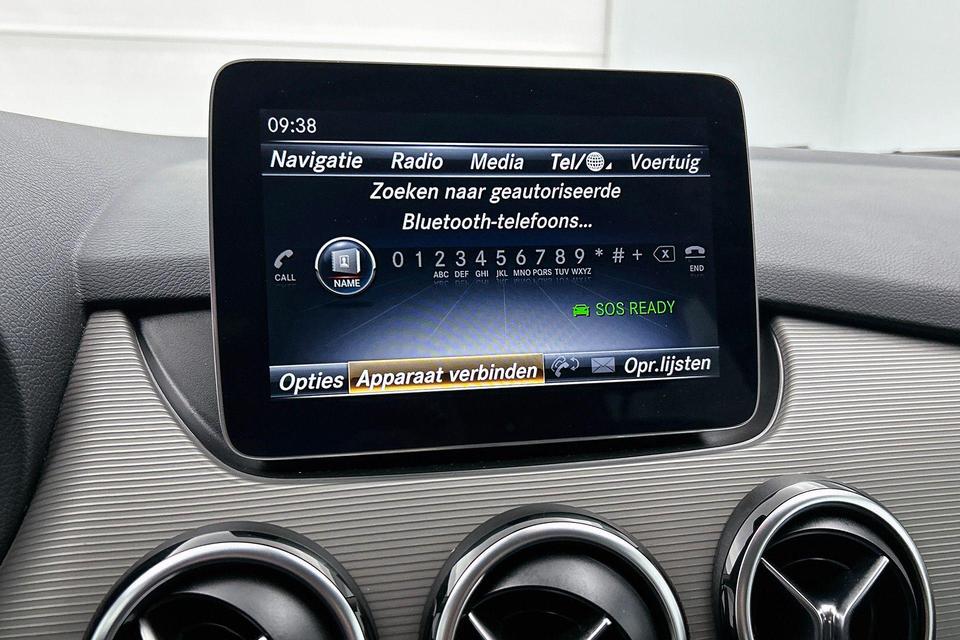 09:38
Navigatie Radio Media Tel/ Voertuig
Zoeken naar geautoriseerde
Bluetooth-telefoons...
CALL NAME 0 1 2 3 4 5 6 7 8 9 * # + END
ABC DEF GHI JKL MNO PQRS TUV WXYZ
SOS READY
Opties Apparaat verbinden Opr.lijsten